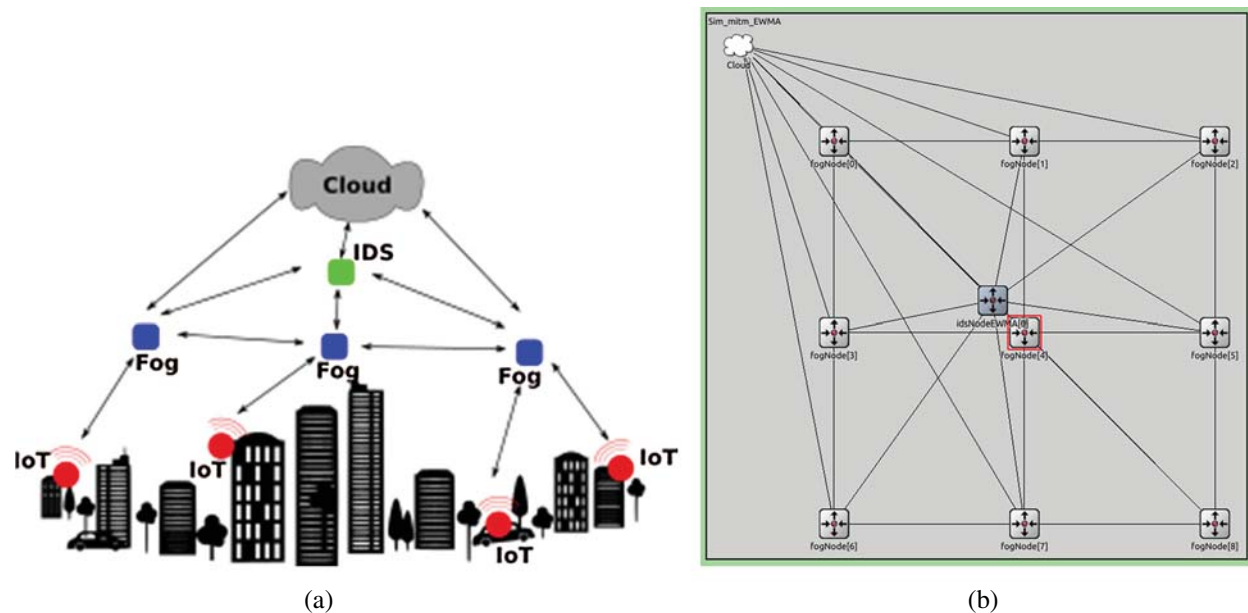 Cloud
IDS
Fog
Fog
Fog
IoT
IoT
IoT
IoT
(a)
Sim_mitm_EWMA
Cloud
fogNode[0]
fogNode[1]
fogNode[2]
idsNodeEWMA[0]
fogNode[3]
fogNode[4]
fogNode[5]
fogNode[6]
fogNode[7]
fogNode[8]
(b)